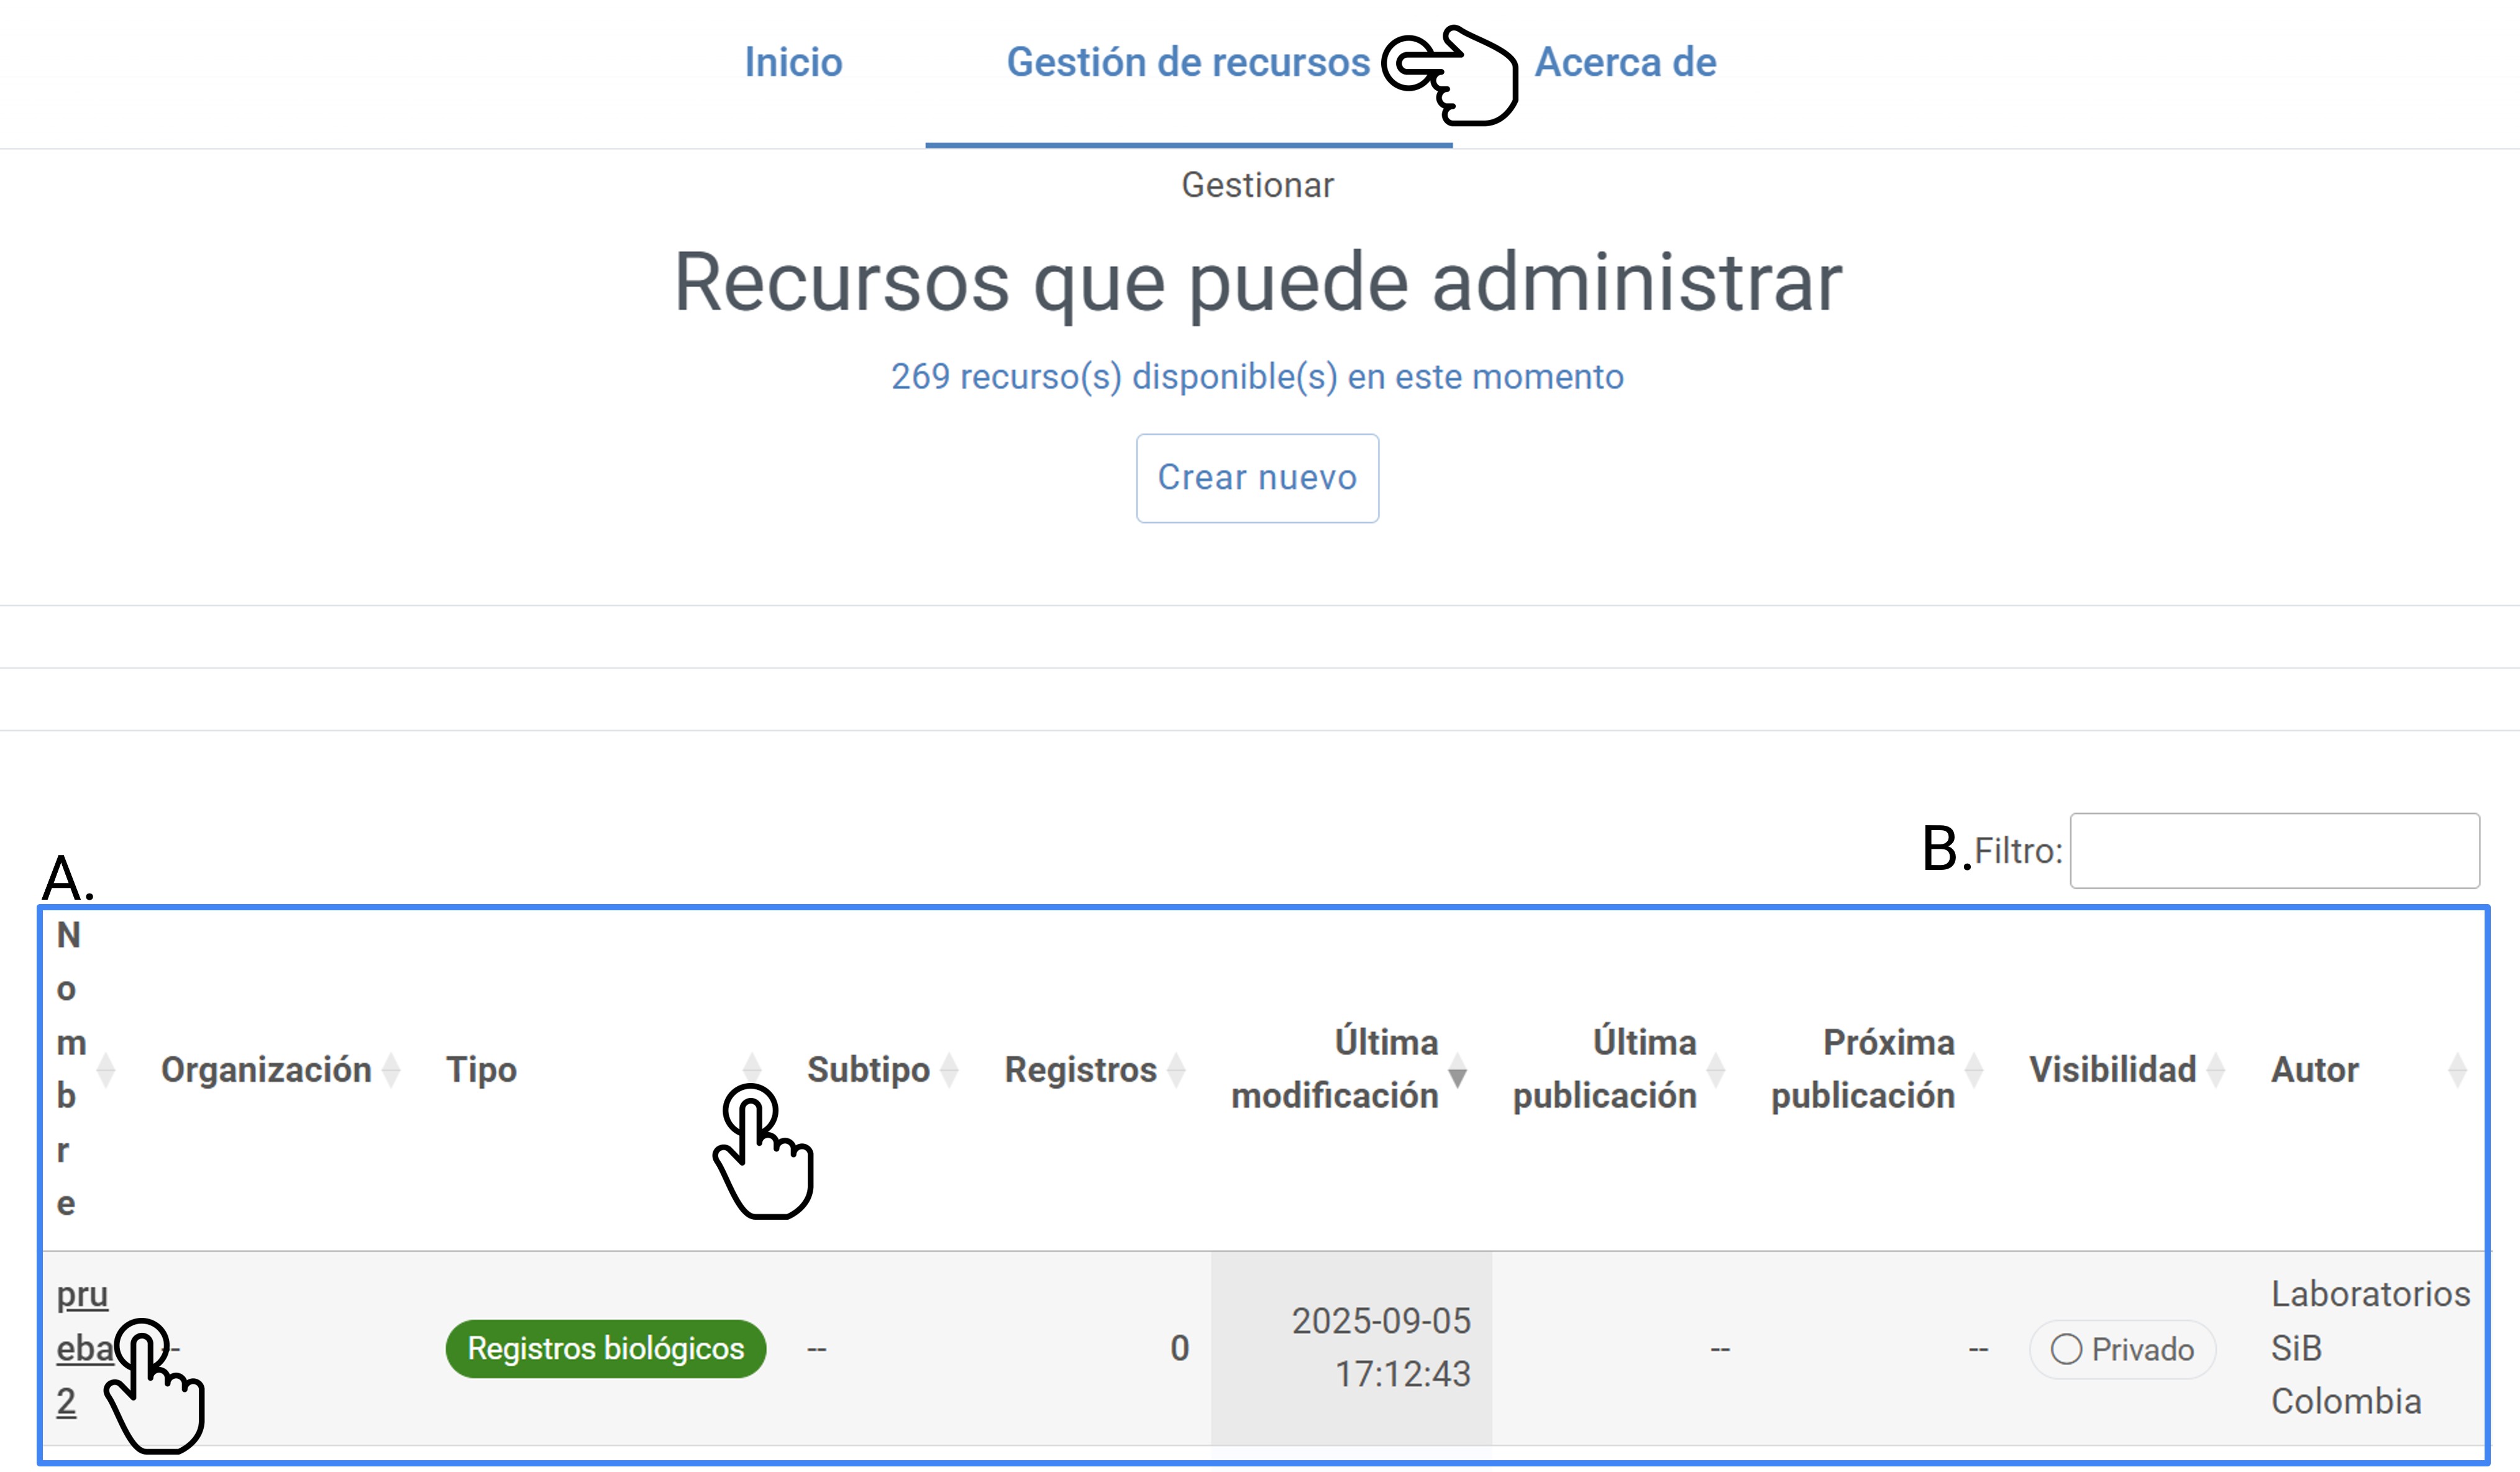 Inicio Gestión de recursos Acerca de
Gestionar
Recursos que puede administrar
269 recurso(s) disponible(s) en este momento
Crear nuevo
B. Filtro:
A.
Nombre Organización Tipo Subtipo Registros Última modificación Última publicación Próxima publicación Visibilidad Autor
prueba2 -- Registros biológicos -- 0 2025-09-05 17:12:43 -- -- Privado Laboratorios SiB Colombia